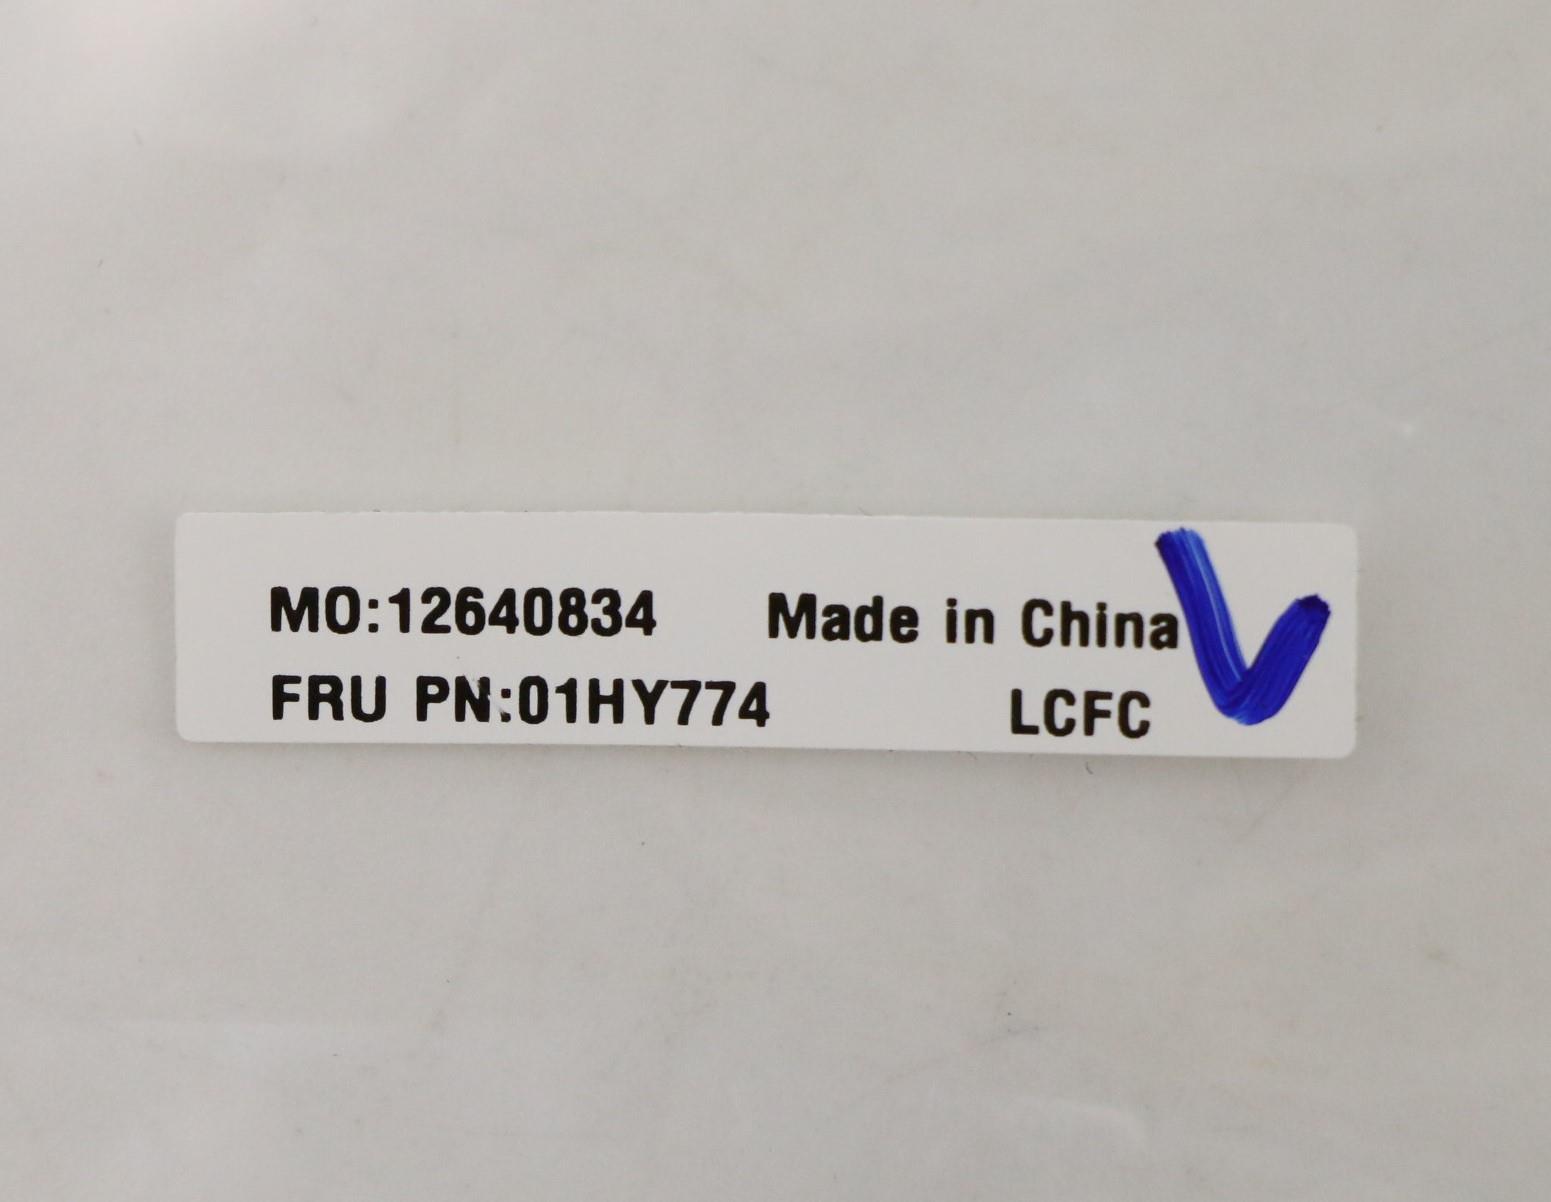 MO:12640834 Made in China
FRU PN:01HY774 LCFC